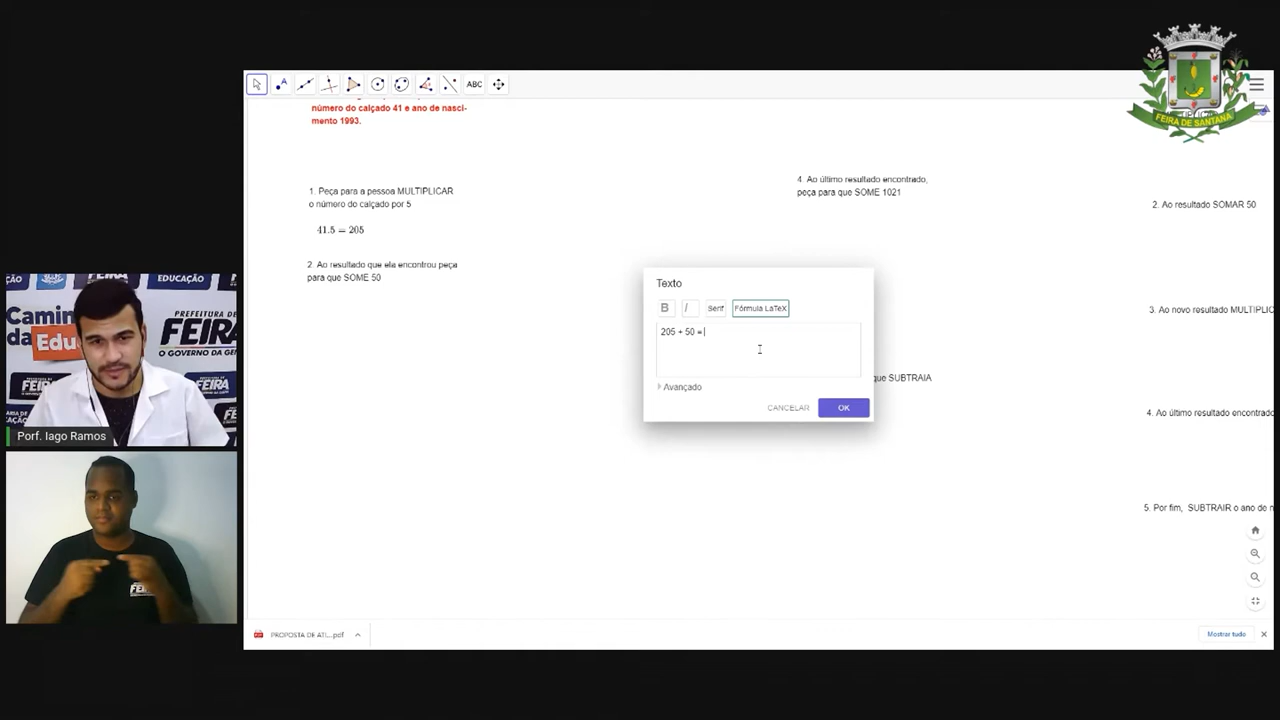 FEIRA DE SANTANA
ABC
número do calçado 41 e ano de nasci-
mento 1993.
1. Peça para a pessoa MULTIPLICAR
o número do calçado por 5
41.5 = 205
2. Ao resultado que ela encontrou peça
para que SOME 50
4. Ao último resultado encontrado,
peça para que SOME 1021
2. Ao resultado SOMAR 50
3. Ao novo resultado MULTIPLIC
que SUBTRAIA
4. Ao último resultado encontrado
5. Por fim, SUBTRAIR o ano de n
Texto
B I Serif Fórmula LaTeX
205 + 50 =
Avançado
CANCELAR OK
EDUCAÇÃO
Camin
da Edu
PREFEITURA DE
FEIRA
O GOVERNO DA GEN
Porf. Iago Ramos
FEIRA
PROPOSTA DE ATI....pdf
Mostrar tudo